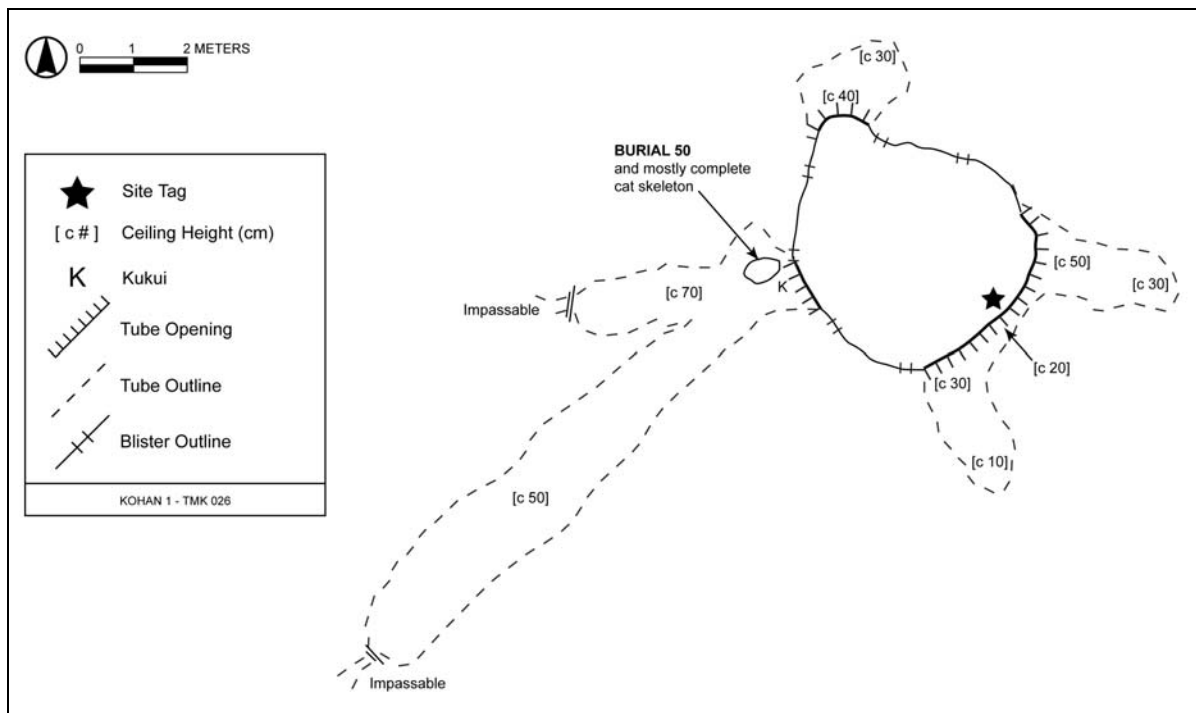 0 1 2 METERS
[c 30]
[c 40]
BURIAL 50
and mostly complete
cat skeleton
Site Tag
[ c # ] Ceiling Height (cm)
K Kukui
Tube Opening
Tube Outline
Blister Outline
KOHAN 1 - TMK 026
[c 50]
[c 30]
K
[c 70]
Impassable
[c 20]
[c 30]
[c 10]
[c 50]
Impassable